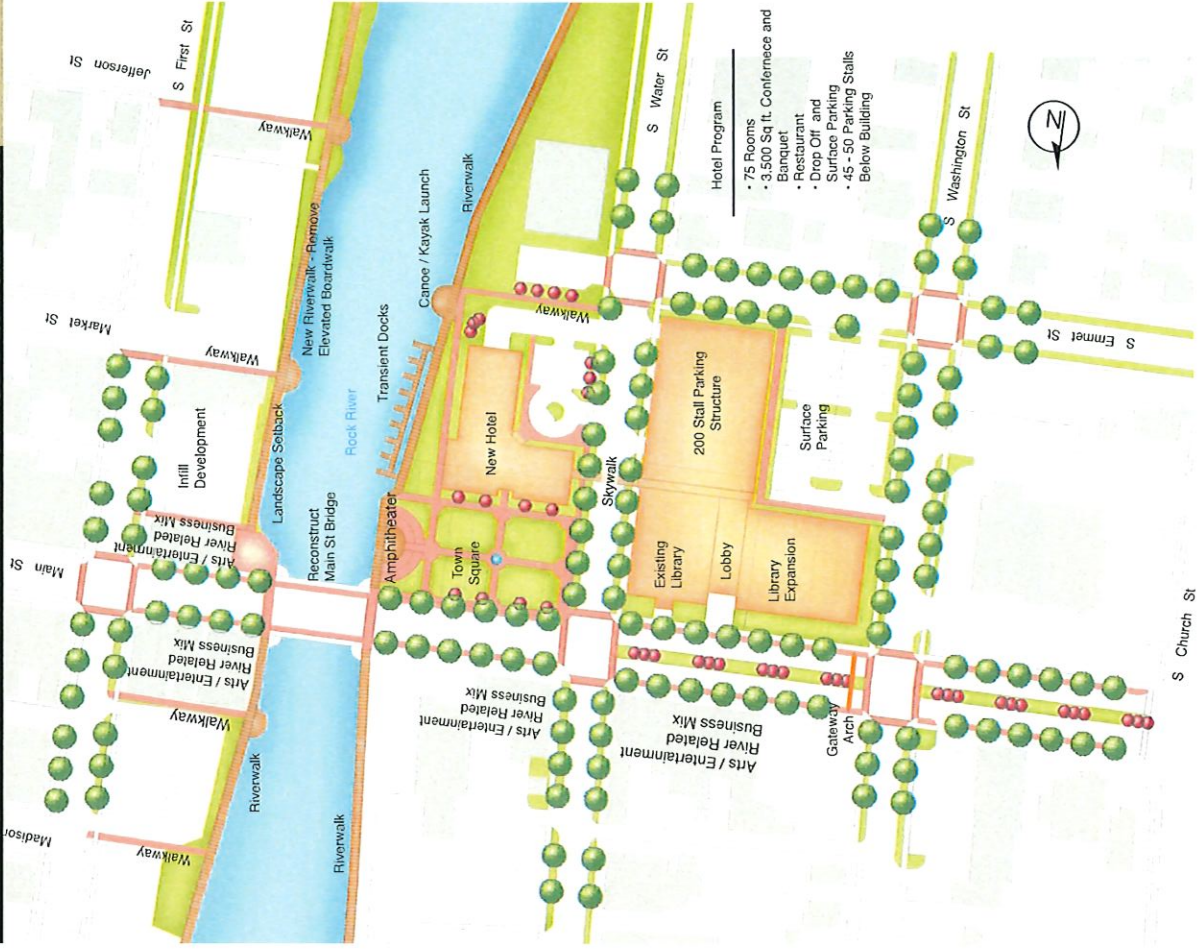 Jefferson St
S First St
Walkway
Market St
Walkway
New Riverwalk - Remove
Elevated Boardwalk
Infill
Development
Landscape Setback
Rock River
Transient Docks
Canoe / Kayak Launch
Riverwalk
S Water St
Hotel Program
• 75 Rooms
• 3,500 Sq ft. Confernece and
Banquet
• Restaurant
• Drop Off and
Surface Parking
• 45 - 50 Parking Stalls
Below Building
N
S Washington St
S Emmet St
Walkway
New Hotel
Skywalk
200 Stall Parking
Structure
Surface
Parking
Main St
Arts / Entertainment
River Related
Business Mix
Reconstruct
Main St Bridge
Amphitheater
Town
Square
Existing
Library
Lobby
Library
Expansion
Arts / Entertainment
River Related
Business Mix
Walkway
Riverwalk
Riverwalk
Walkway
Arts / Entertainment
River Related
Business Mix
Arts / Entertainment
River Related
Business Mix
Gateway
Arch
S Church St